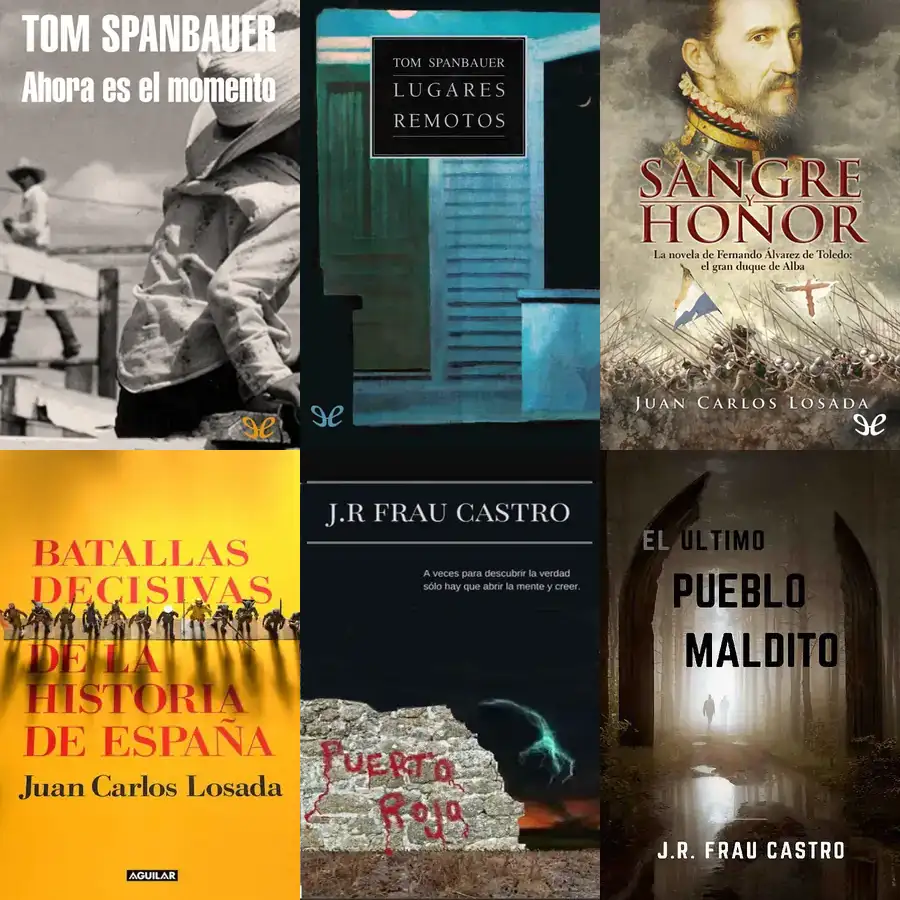 TOM SPANBAUER
Ahora es el momento
TOM SPANBAUER
LUGARES
REMOTOS
SANGRE
Y
HONOR
La novela de Fernando Álvarez de Toledo:
el gran duque de Alba
JUAN CARLOS LOSADA
BATALLAS
DECISIVAS
DE LA
HISTORIA
DE ESPAÑA
Juan Carlos Losada
AGUILAR
J.R FRAU CASTRO
A veces para descubrir la verdad
sólo hay que abrir la mente y creer.
PUERTO
Roja
EL ULTIMO
PUEBLO
MALDITO
J.R. FRAU CASTRO